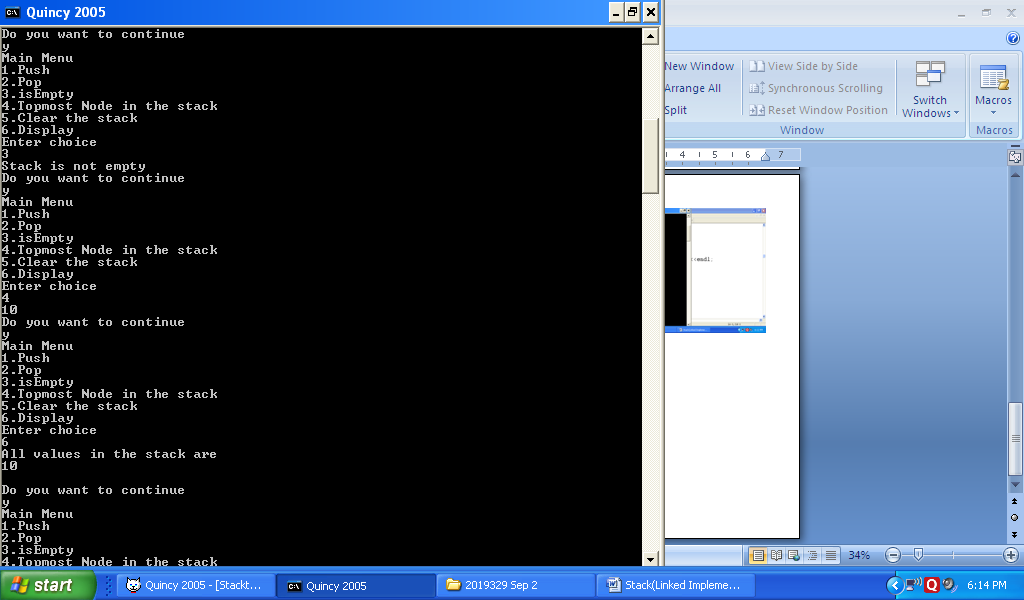 Quincy 2005
Do you want to continue
y
Main Menu
1.Push
2.Pop
3.isEmpty
4.Topmost Node in the stack
5.Clear the stack
6.Display
Enter choice
3
Stack is not empty
Do you want to continue
y
Main Menu
1.Push
2.Pop
3.isEmpty
4.Topmost Node in the stack
5.Clear the stack
6.Display
Enter choice
4
10
Do you want to continue
y
Main Menu
1.Push
2.Pop
3.isEmpty
4.Topmost Node in the stack
5.Clear the stack
6.Display
Enter choice
6
All values in the stack are
10
Do you want to continue
y
Main Menu
1.Push
2.Pop
3.isEmpty
4.Topmost Node in the stack
New Window
Arrange All
Split
View Side by Side
Synchronous Scrolling
Reset Window Position
Window
Switch
Windows
Macros
Macros
4 5 6 7
<<endl;
34%
start
Quincy 2005 - [Stackt...
Quincy 2005
2019329 Sep 2
Stack(Linked Impleme...
6:14 PM